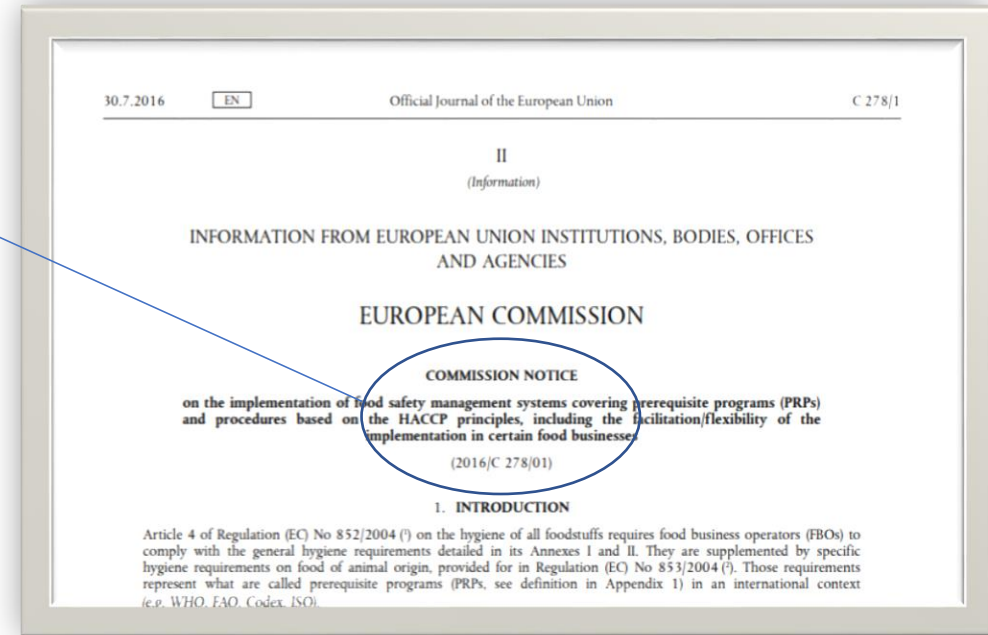 30.7.2016 EN Official Journal of the European Union C 278/1
II
(Information)
INFORMATION FROM EUROPEAN UNION INSTITUTIONS, BODIES, OFFICES
AND AGENCIES
EUROPEAN COMMISSION
COMMISSION NOTICE
on the implementation of food safety management systems covering prerequisite programs (PRPs)
and procedures based on the HACCP principles, including the facilitation/flexibility of the
implementation in certain food businesses
(2016/C 278/01)
1. INTRODUCTION
Article 4 of Regulation (EC) No 852/2004 (¹) on the hygiene of all foodstuffs requires food business operators (FBOs) to
comply with the general hygiene requirements detailed in its Annexes I and II. They are supplemented by specific
hygiene requirements on food of animal origin, provided for in Regulation (EC) No 853/2004 (²). Those requirements
represent what are called prerequisite programs (PRPs, see definition in Appendix 1) in an international context
(e.g. WHO, FAO, Codex, ISO).